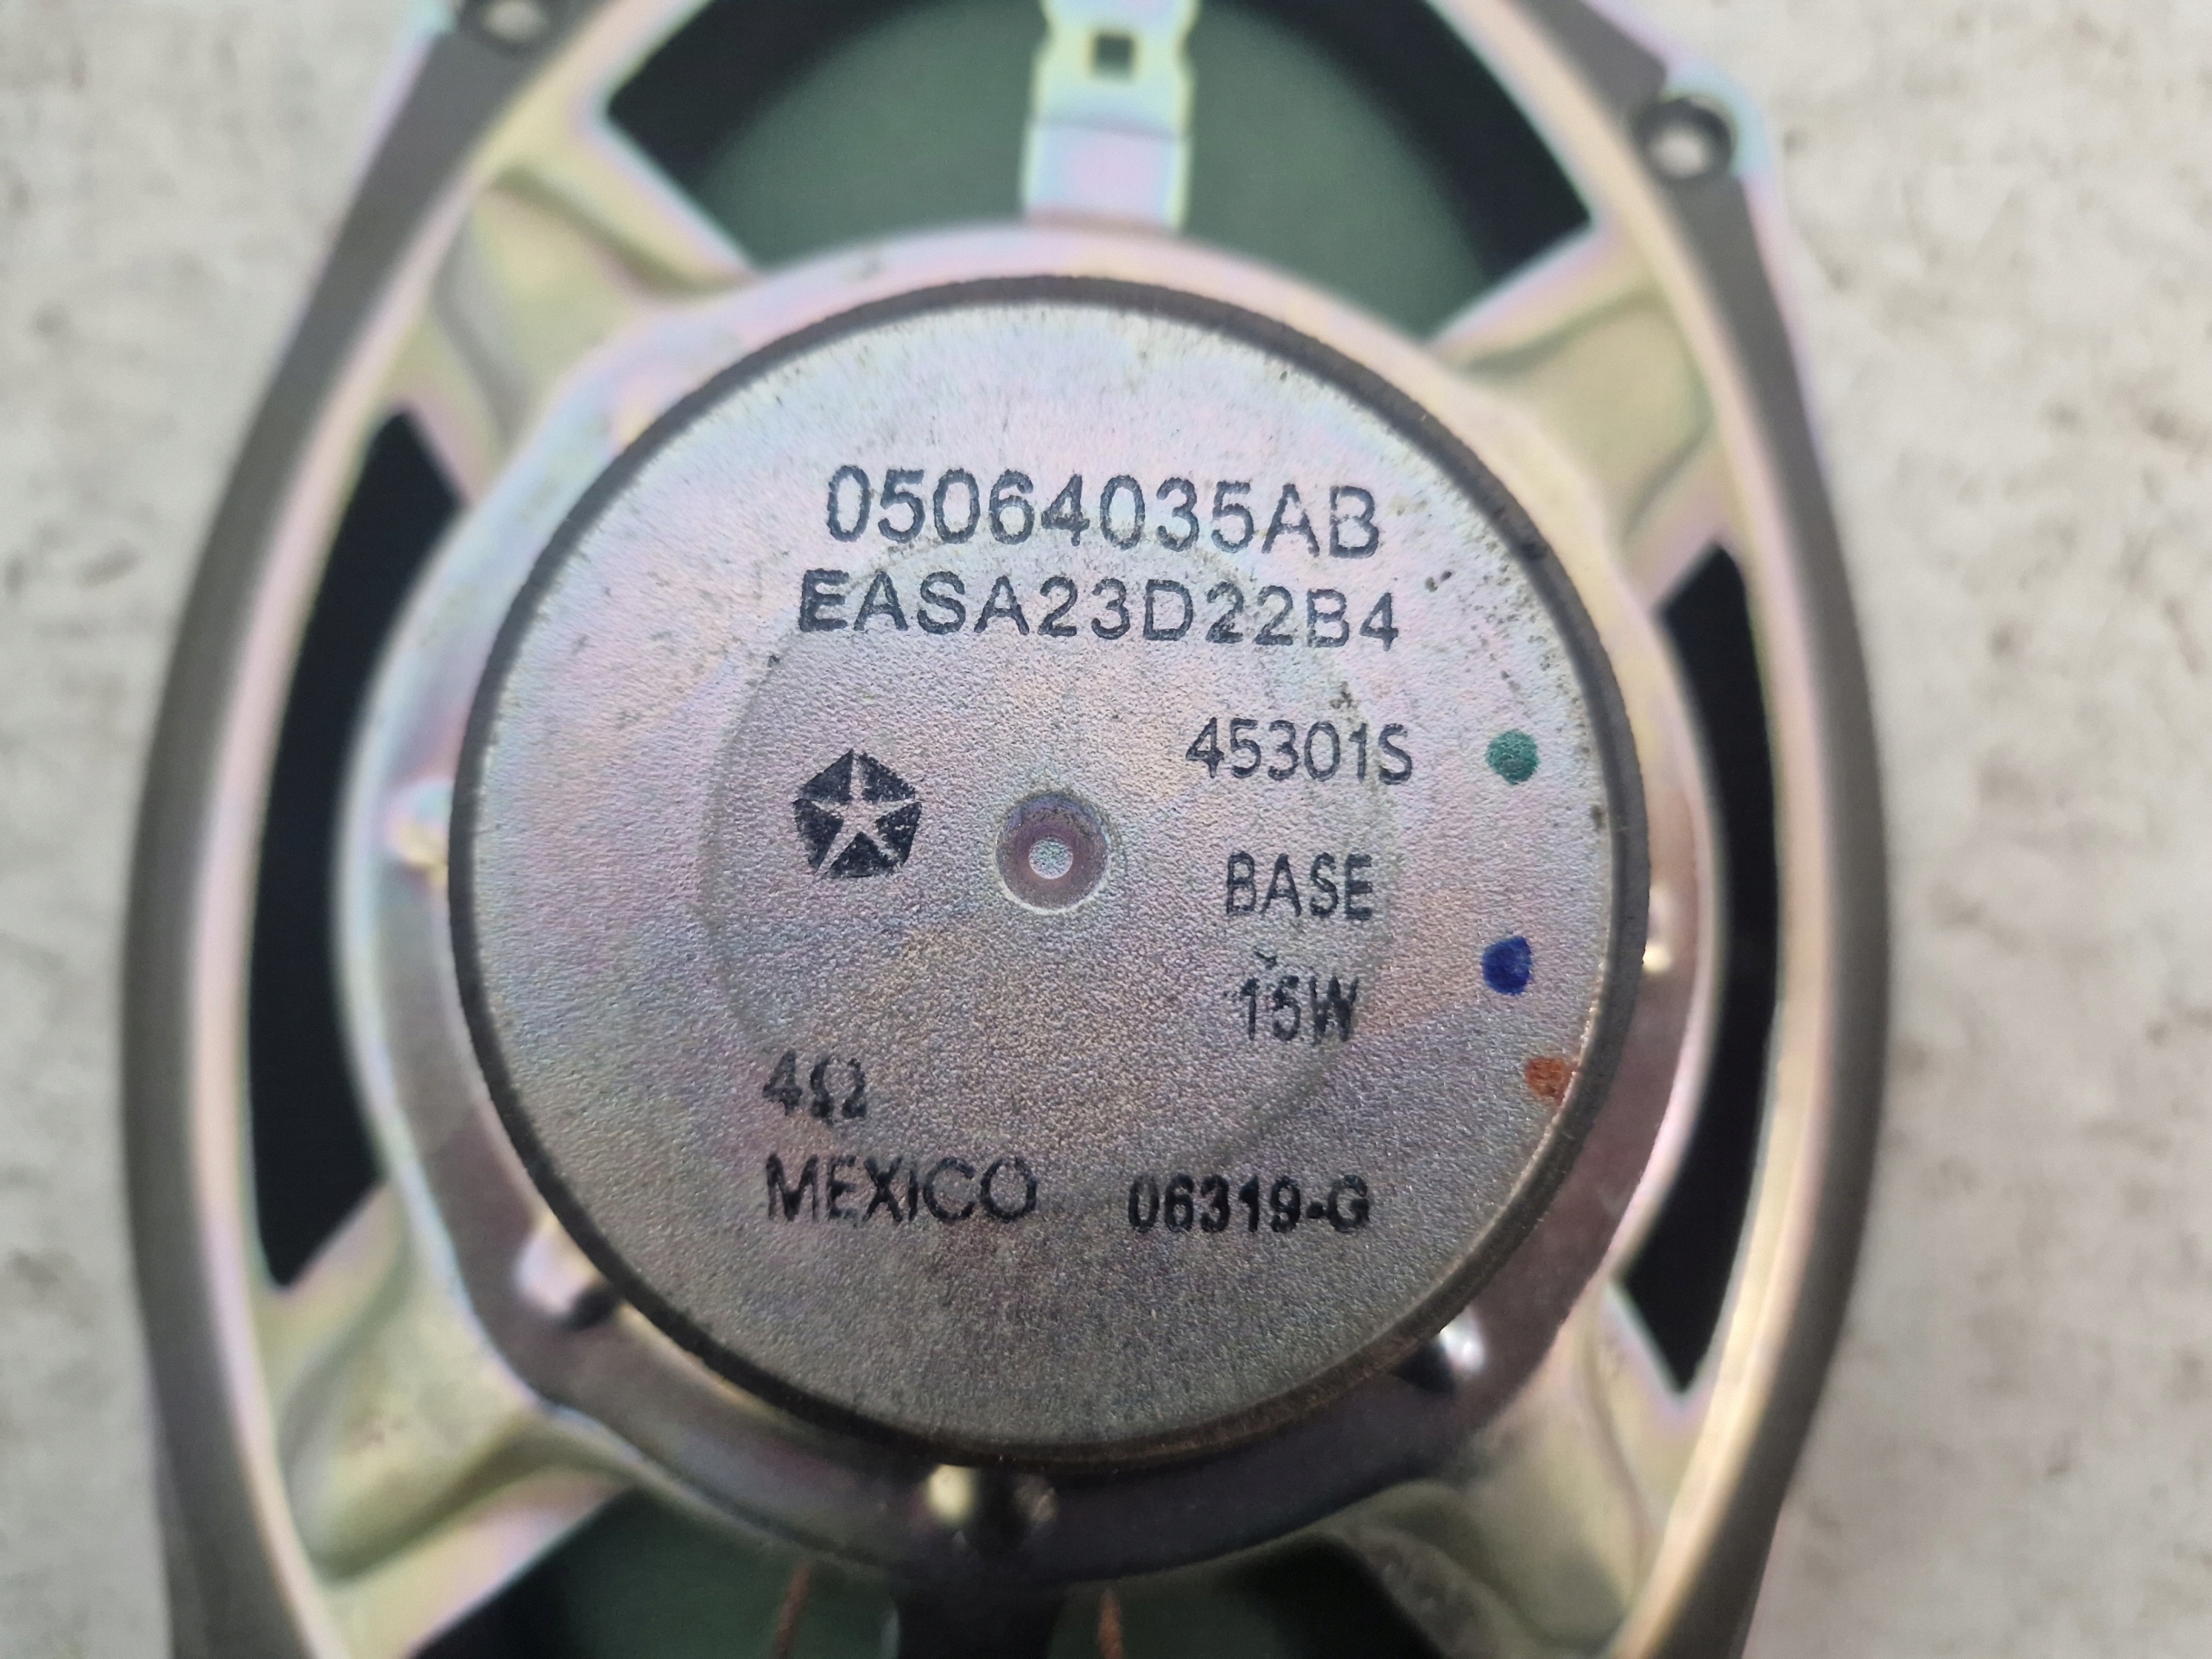 05064035AB
EASA23D22B4
45301S
BASE
15W
4Ω
MEXICO 06319-G